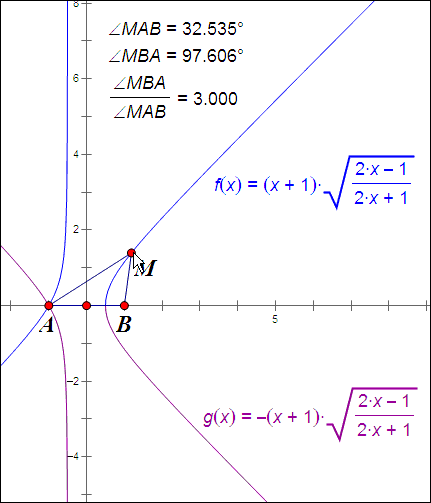 8
∠MAB = 32.535°
∠MBA = 97.606°
∠MBA
∠MAB = 3.000
6
4
f(x) = (x + 1)·√((2·x − 1)/(2·x + 1))
2
M
A B
5
−2
g(x) = −(x + 1)·√((2·x − 1)/(2·x + 1))
−4